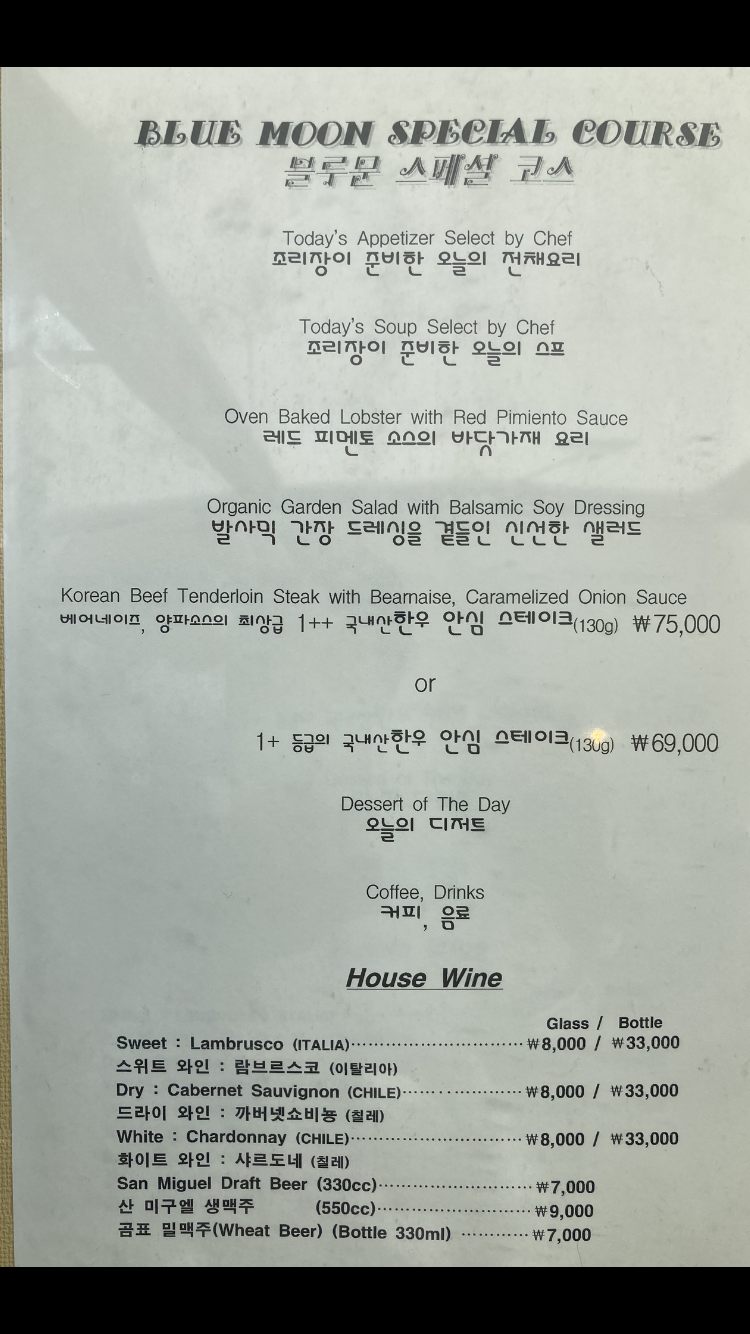 BLUE MOON SPECIAL COURSE
블루문 스페셜 코스
Today's Appetizer Select by Chef
조리장이 준비한 오늘의 전채요리
Today's Soup Select by Chef
조리장이 준비한 오늘의 스프
Oven Baked Lobster with Red Pimiento Sauce
레드 피멘토 소스의 바닷가재 요리
Organic Garden Salad with Balsamic Soy Dressing
발사믹 간장 드레싱을 곁들인 신선한 샐러드
Korean Beef Tenderloin Steak with Bearnaise, Caramelized Onion Sauce
베어네이즈, 양파소스의 최상급 1++ 국내산한우 안심 스테이크(130g) ₩75,000
or
1+ 등급의 국내산한우 안심 스테이크(130g) ₩69,000
Dessert of The Day
오늘의 디저트
Coffee, Drinks
커피, 음료
House Wine
Glass / Bottle
Sweet : Lambrusco (ITALIA)························₩8,000 / ₩33,000
스위트 와인 : 람브르스코 (이탈리아)
Dry : Cabernet Sauvignon (CHILE)·················₩8,000 / ₩33,000
드라이 와인 : 까버넷쇼비뇽 (칠레)
White : Chardonnay (CHILE)·······················₩8,000 / ₩33,000
화이트 와인 : 샤르도네 (칠레)
San Miguel Draft Beer (330cc)·····················₩7,000
산 미구엘 생맥주 (550cc)·····················₩9,000
곰표 밀맥주(Wheat Beer) (Bottle 330ml) ············₩7,000